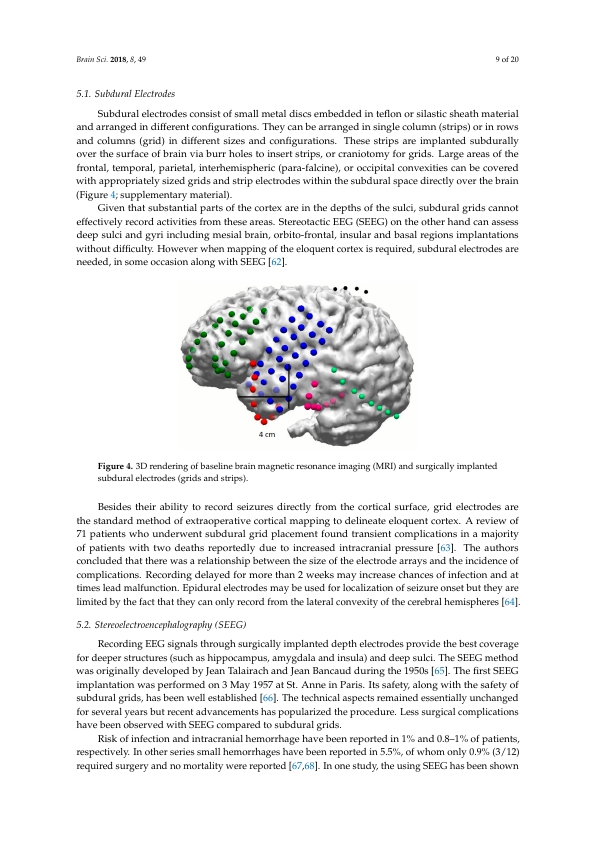 Brain Sci. 2018, 8, 49
9 of 20
5.1. Subdural Electrodes
Subdural electrodes consist of small metal discs embedded in teflon or silastic sheath material
and arranged in different configurations. They can be arranged in single column (strips) or in rows
and columns (grid) in different sizes and configurations. These strips are implanted subdurally
over the surface of brain via burr holes to insert strips, or craniotomy for grids. Large areas of the
frontal, temporal, parietal, interhemispheric (para-falcine), or occipital convexities can be covered
with appropriately sized grids and strip electrodes within the subdural space directly over the brain
(Figure 4; supplementary material).
Given that substantial parts of the cortex are in the depths of the sulci, subdural grids cannot
effectively record activities from these areas. Stereotactic EEG (SEEG) on the other hand can assess
deep sulci and gyri including mesial brain, orbito-frontal, insular and basal regions implantations
without difficulty. However when mapping of the eloquent cortex is required, subdural electrodes are
needed, in some occasion along with SEEG [62].
4 cm
Figure 4. 3D rendering of baseline brain magnetic resonance imaging (MRI) and surgically implanted
subdural electrodes (grids and strips).
Besides their ability to record seizures directly from the cortical surface, grid electrodes are
the standard method of extraoperative cortical mapping to delineate eloquent cortex. A review of
71 patients who underwent subdural grid placement found transient complications in a majority
of patients with two deaths reportedly due to increased intracranial pressure [63]. The authors
concluded that there was a relationship between the size of the electrode arrays and the incidence of
complications. Recording delayed for more than 2 weeks may increase chances of infection and at
times lead malfunction. Epidural electrodes may be used for localization of seizure onset but they are
limited by the fact that they can only record from the lateral convexity of the cerebral hemispheres [64].
5.2. Stereoelectroencephalography (SEEG)
Recording EEG signals through surgically implanted depth electrodes provide the best coverage
for deeper structures (such as hippocampus, amygdala and insula) and deep sulci. The SEEG method
was originally developed by Jean Talairach and Jean Bancaud during the 1950s [65]. The first SEEG
implantation was performed on 3 May 1957 at St. Anne in Paris. Its safety, along with the safety of
subdural grids, has been well established [66]. The technical aspects remained essentially unchanged
for several years but recent advancements has popularized the procedure. Less surgical complications
have been observed with SEEG compared to subdural grids.
Risk of infection and intracranial hemorrhage have been reported in 1% and 0.8–1% of patients,
respectively. In other series small hemorrhages have been reported in 5.5%, of whom only 0.9% (3/12)
required surgery and no mortality were reported [67,68]. In one study, the using SEEG has been shown